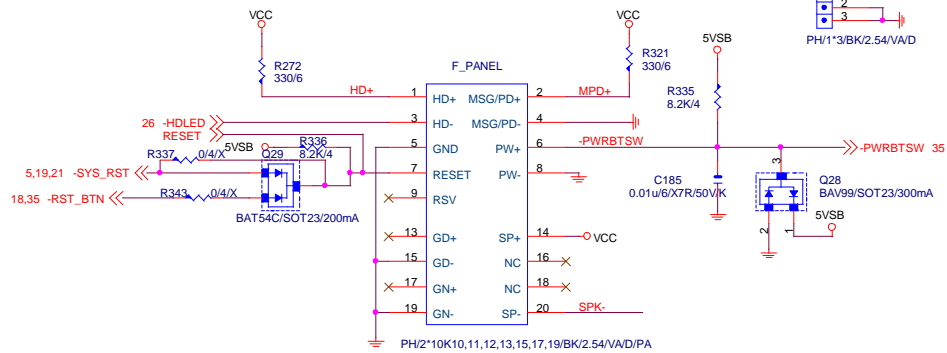 2
3
PH/1*3/BK/2.54/VA/D
VCC
VCC
R272
330/6
F_PANEL
R321
330/6
5VSB
R335
8.2K/4
HD+
1
HD+
MSG/PD+
2
MPD+
26 -HDLED
3
HD-
MSG/PD-
4
RESET
5VSB
R336
8.2K/4
5
GND
PW+
6
-PWRBTSW
-PWRBTSW 35
R337
0/4/X
Q29
5,19,21 -SYS_RST
7
RESET
PW-
8
18,35 -RST_BTN
R343
0/4/X
BAT54C/SOT23/200mA
9
RSV
C185
0.01u/6/X7R/50V/K
3
Q28
BAV99/SOT23/300mA
5VSB
2
1
13
GD+
SP+
14
VCC
15
GD-
NC
16
17
GN+
NC
18
19
GN-
SP-
20
SPK-
PH/2*10K10,11,12,13,15,17,19/BK/2.54/VA/D/PA